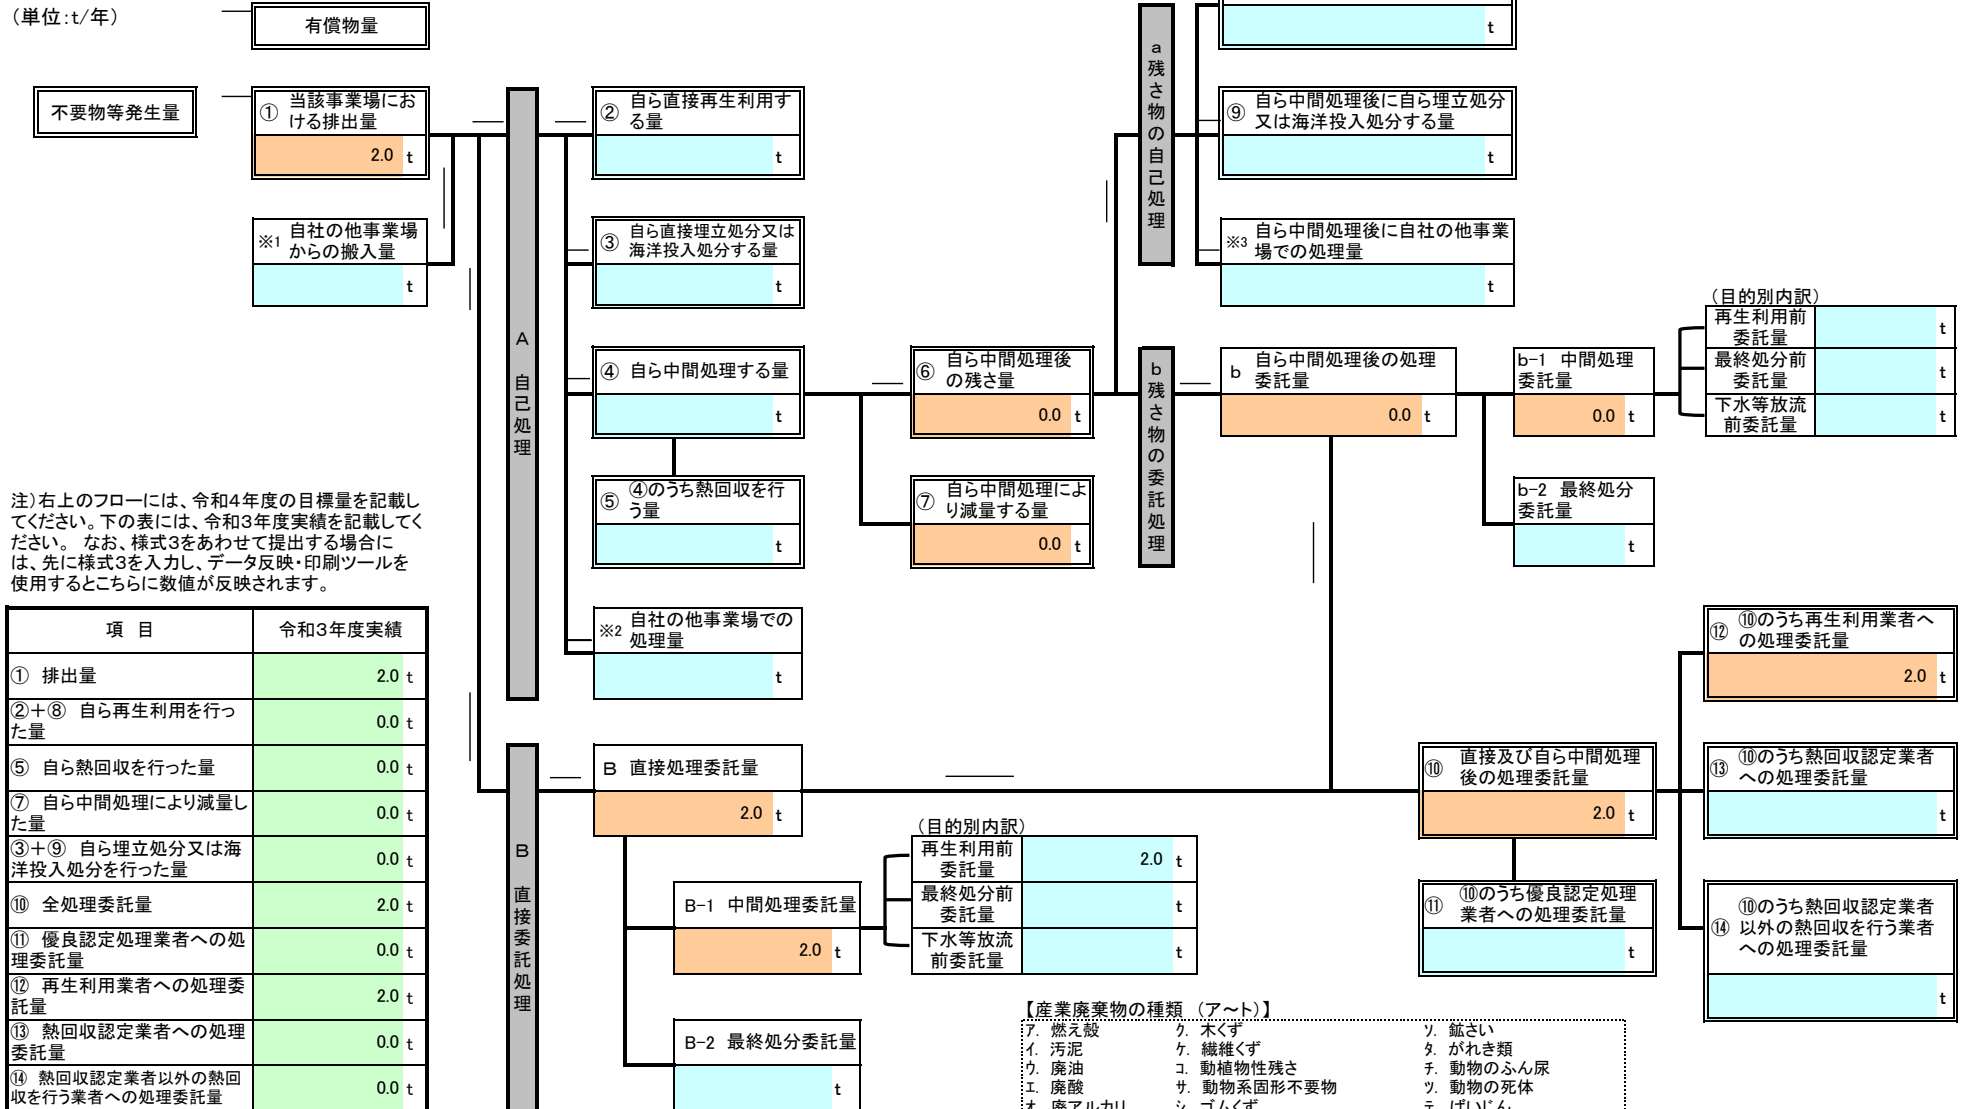 （単位：t/年）
有償物量
t
不要物等発生量
① 当該事業場にお
ける排出量
2.0 t
※1 自社の他事業場
からの搬入量
t
A 自己処理
② 自ら直接再生利用す
る量
t
③ 自ら直接埋立処分又は
海洋投入処分する量
t
④ 自ら中間処理する量
t
⑤ ④のうち熱回収を行
う量
t
※2 自社の他事業場での
処理量
t
⑥ 自ら中間処理後
の残さ量
0.0 t
⑦ 自ら中間処理によ
り減量する量
0.0 t
a 残さ物の自己処理
⑨ 自ら中間処理後に自ら埋立処分
又は海洋投入処分する量
t
※3 自ら中間処理後に自社の他事業
場での処理量
t
b 残さ物の委託処理
b 自ら中間処理後の処理
委託量
0.0 t
b-1 中間処理
委託量
0.0 t
b-2 最終処分
委託量
t
（目的別内訳）
再生利用前
委託量
t
最終処分前
委託量
t
下水等放流
前委託量
t
注）右上のフローには、令和４年度の目標量を記載し
てください。下の表には、令和３年度実績を記載してく
ださい。 なお、様式３をあわせて提出する場合に
は、先に様式３を入力し、データ反映・印刷ツールを
使用するとこちらに数値が反映されます。
項 目 令和３年度実績
① 排出量 2.0 t
②＋⑧ 自ら再生利用を行っ
た量 0.0 t
⑤ 自ら熱回収を行った量 0.0 t
⑦ 自ら中間処理により減量し
た量 0.0 t
③＋⑨ 自ら埋立処分又は海
洋投入処分を行った量 0.0 t
⑩ 全処理委託量 2.0 t
⑪ 優良認定処理業者への処
理委託量 0.0 t
⑫ 再生利用業者への処理委
託量 2.0 t
⑬ 熱回収認定業者への処理
委託量 0.0 t
⑭ 熱回収認定業者以外の熱回
収を行う業者への処理委託量 0.0 t
B 直接委託処理
B 直接処理委託量
2.0 t
B-1 中間処理委託量
2.0 t
B-2 最終処分委託量
t
（目的別内訳）
再生利用前
委託量
2.0 t
最終処分前
委託量
t
下水等放流
前委託量
t
⑩ 直接及び自ら中間処理
後の処理委託量
2.0 t
⑪ ⑩のうち優良認定処理
業者への処理委託量
t
⑫ ⑩のうち再生利用業者へ
の処理委託量
2.0 t
⑬ ⑩のうち熱回収認定業者
への処理委託量
t
⑭ ⑩のうち熱回収認定業者
以外の熱回収を行う業者
への処理委託量
t
【産業廃棄物の種類 （ア～ト）】
ｱ. 燃え殻 ｸ. 木くず ｿ. 鉱さい
ｲ. 汚泥 ｹ. 繊維くず ﾀ. がれき類
ｳ. 廃油 ｺ. 動植物性残さ ﾁ. 動物のふん尿
ｴ. 廃酸 ｻ. 動物系固形不要物 ﾂ. 動物の死体
ｵ. 廃アルカリ ｼ. ゴムくず ﾃ. ばいじん